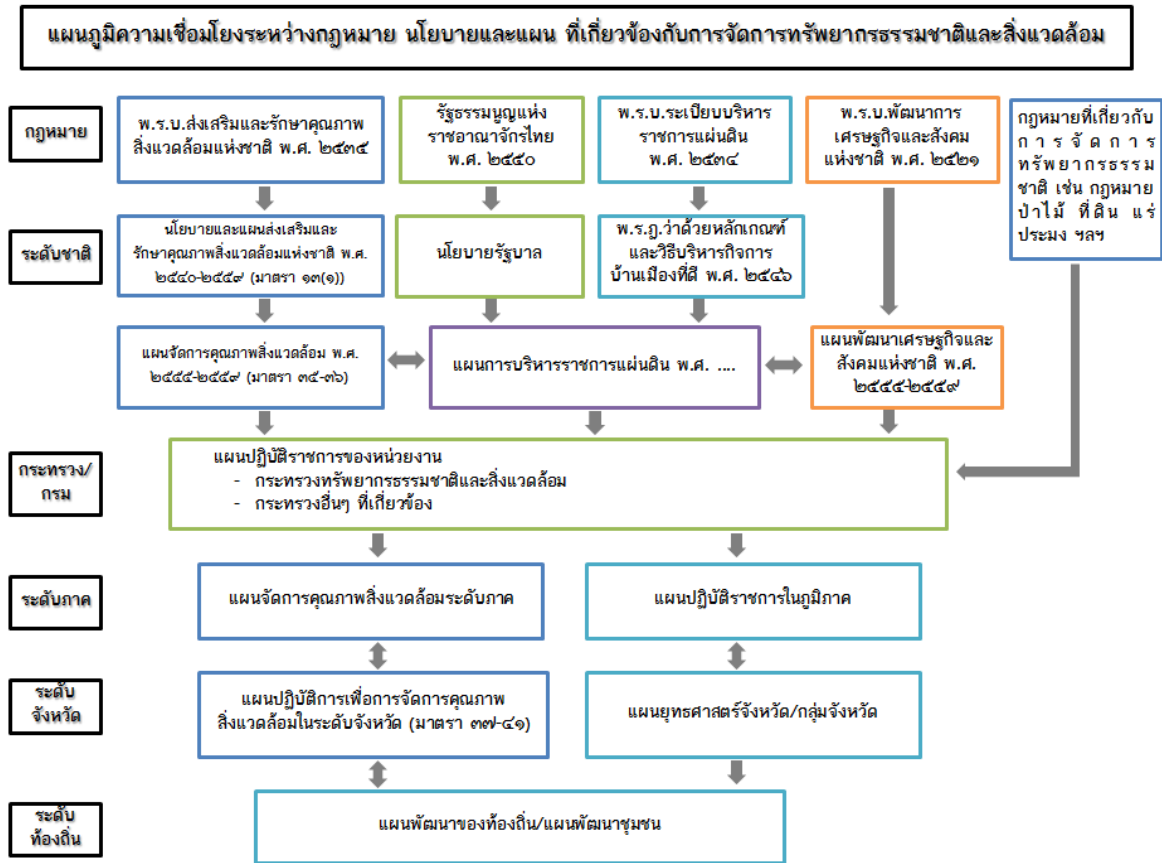 แผนภูมิความเชื่อมโยงระหว่างกฎหมาย นโยบายและแผน ที่เกี่ยวข้องกับการจัดการทรัพยากรธรรมชาติและสิ่งแวดล้อม
กฎหมาย
พ.ร.บ.ส่งเสริมและรักษาคุณภาพ
สิ่งแวดล้อมแห่งชาติ พ.ศ. ๒๕๓๕
รัฐธรรมนูญแห่ง
ราชอาณาจักรไทย
พ.ศ. ๒๕๕๐
พ.ร.บ.ระเบียบบริหาร
ราชการแผ่นดิน
พ.ศ. ๒๕๓๔
พ.ร.บ.พัฒนาการ
เศรษฐกิจและสังคม
แห่งชาติ พ.ศ. ๒๕๒๑
กฎหมายที่เกี่ยวกับ
การจัดการ
ทรัพยากรธรรม
ชาติ เช่น กฎหมาย
ป่าไม้ ที่ดิน แร่
ประมง ฯลฯ
ระดับชาติ
นโยบายและแผนส่งเสริมและ
รักษาคุณภาพสิ่งแวดล้อมแห่งชาติ พ.ศ.
๒๕๔๐-๒๕๕๙ (มาตรา ๑๓(๑))
นโยบายรัฐบาล
พ.ร.ฎ.ว่าด้วยหลักเกณฑ์
และวิธีบริหารกิจการ
บ้านเมืองที่ดี พ.ศ. ๒๕๔๖
แผนจัดการคุณภาพสิ่งแวดล้อม พ.ศ.
๒๕๕๕-๒๕๕๙ (มาตรา ๓๕-๓๖)
แผนการบริหารราชการแผ่นดิน พ.ศ. ....
แผนพัฒนาเศรษฐกิจและ
สังคมแห่งชาติ พ.ศ.
๒๕๕๕-๒๕๕๙
กระทรวง/
กรม
แผนปฏิบัติราชการของหน่วยงาน
- กระทรวงทรัพยากรธรรมชาติและสิ่งแวดล้อม
- กระทรวงอื่นๆ ที่เกี่ยวข้อง
ระดับภาค
แผนจัดการคุณภาพสิ่งแวดล้อมระดับภาค
แผนปฏิบัติราชการในภูมิภาค
ระดับ
จังหวัด
แผนปฏิบัติการเพื่อการจัดการคุณภาพ
สิ่งแวดล้อมในระดับจังหวัด (มาตรา ๓๗-๔๑)
แผนยุทธศาสตร์จังหวัด/กลุ่มจังหวัด
ระดับ
ท้องถิ่น
แผนพัฒนาของท้องถิ่น/แผนพัฒนาชุมชน